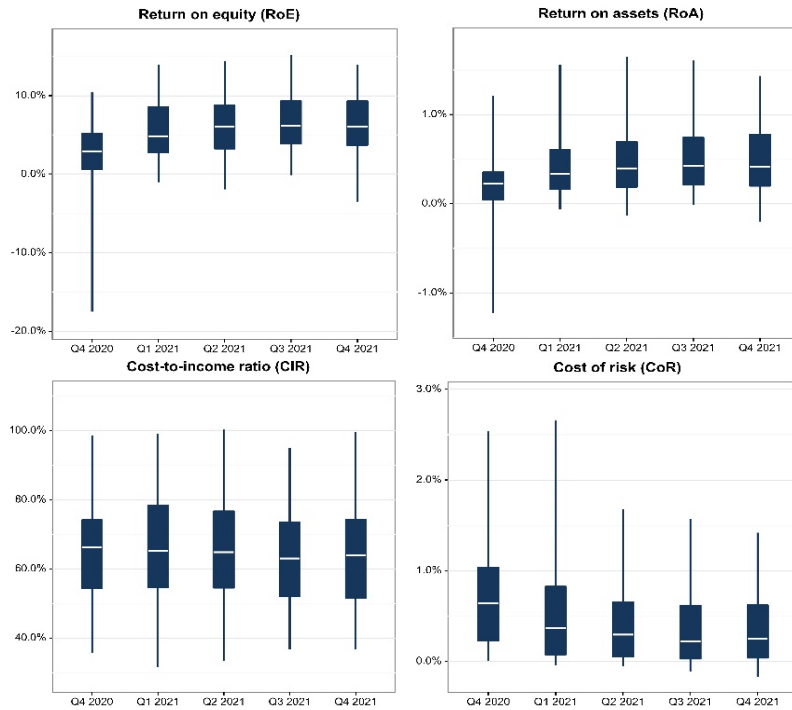 Return on equity (RoE)
10.0%
0.0%
-10.0%
-20.0%
Q4 2020 Q1 2021 Q2 2021 Q3 2021 Q4 2021
Return on assets (RoA)
1.0%
0.0%
-1.0%
Q4 2020 Q1 2021 Q2 2021 Q3 2021 Q4 2021
Cost-to-income ratio (CIR)
100.0%
80.0%
60.0%
40.0%
Q4 2020 Q1 2021 Q2 2021 Q3 2021 Q4 2021
Cost of risk (CoR)
3.0%
2.0%
1.0%
0.0%
Q4 2020 Q1 2021 Q2 2021 Q3 2021 Q4 2021